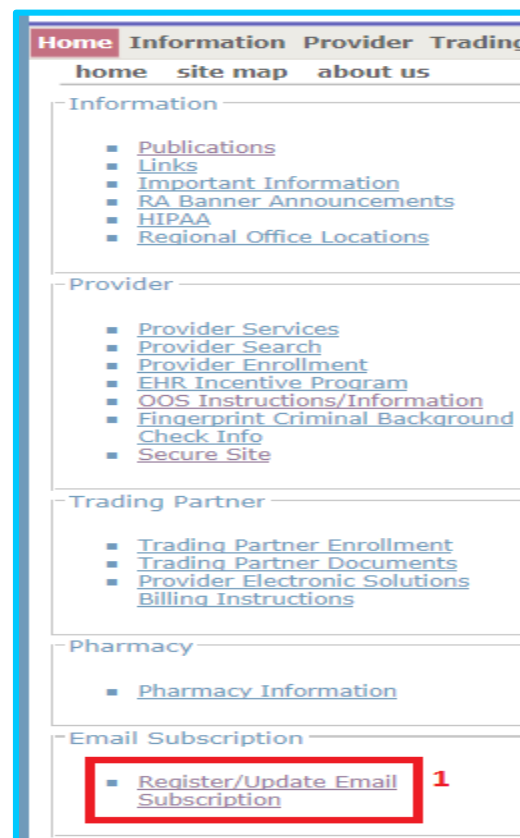 Home Information Provider Trading
home site map about us
Information
Publications
Links
Important Information
RA Banner Announcements
HIPAA
Regional Office Locations
Provider
Provider Services
Provider Search
Provider Enrollment
EHR Incentive Program
OOS Instructions/Information
Fingerprint Criminal Background
Check Info
Secure Site
Trading Partner
Trading Partner Enrollment
Trading Partner Documents
Provider Electronic Solutions
Billing Instructions
Pharmacy
Pharmacy Information
Email Subscription
Register/Update Email 1
Subscription